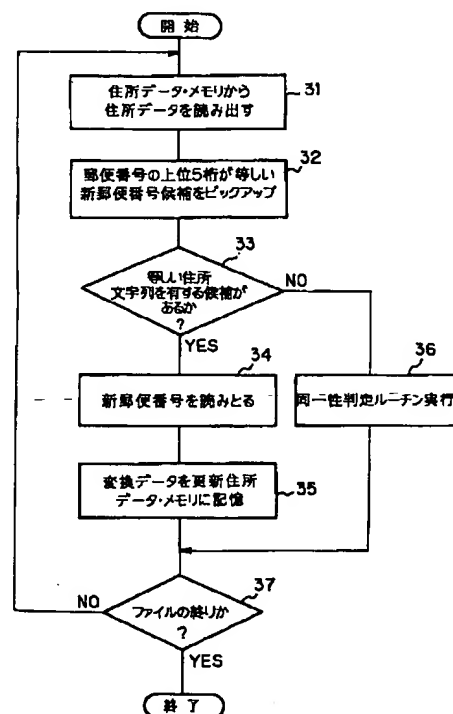 開始
31
住所データ・メモリから
住所データを読み出す
32
郵便番号の上位5桁が等しい
新郵便番号候補をピックアップ
33
等しい住所
文字列を有する候補が
あるか
?
NO
YES
34
新郵便番号を読みとる
36
同一性判定ルーチン実行
変換データを更新住所
データ・メモリに記憶
35
37
NO
ファイルの終りか
?
YES
終了